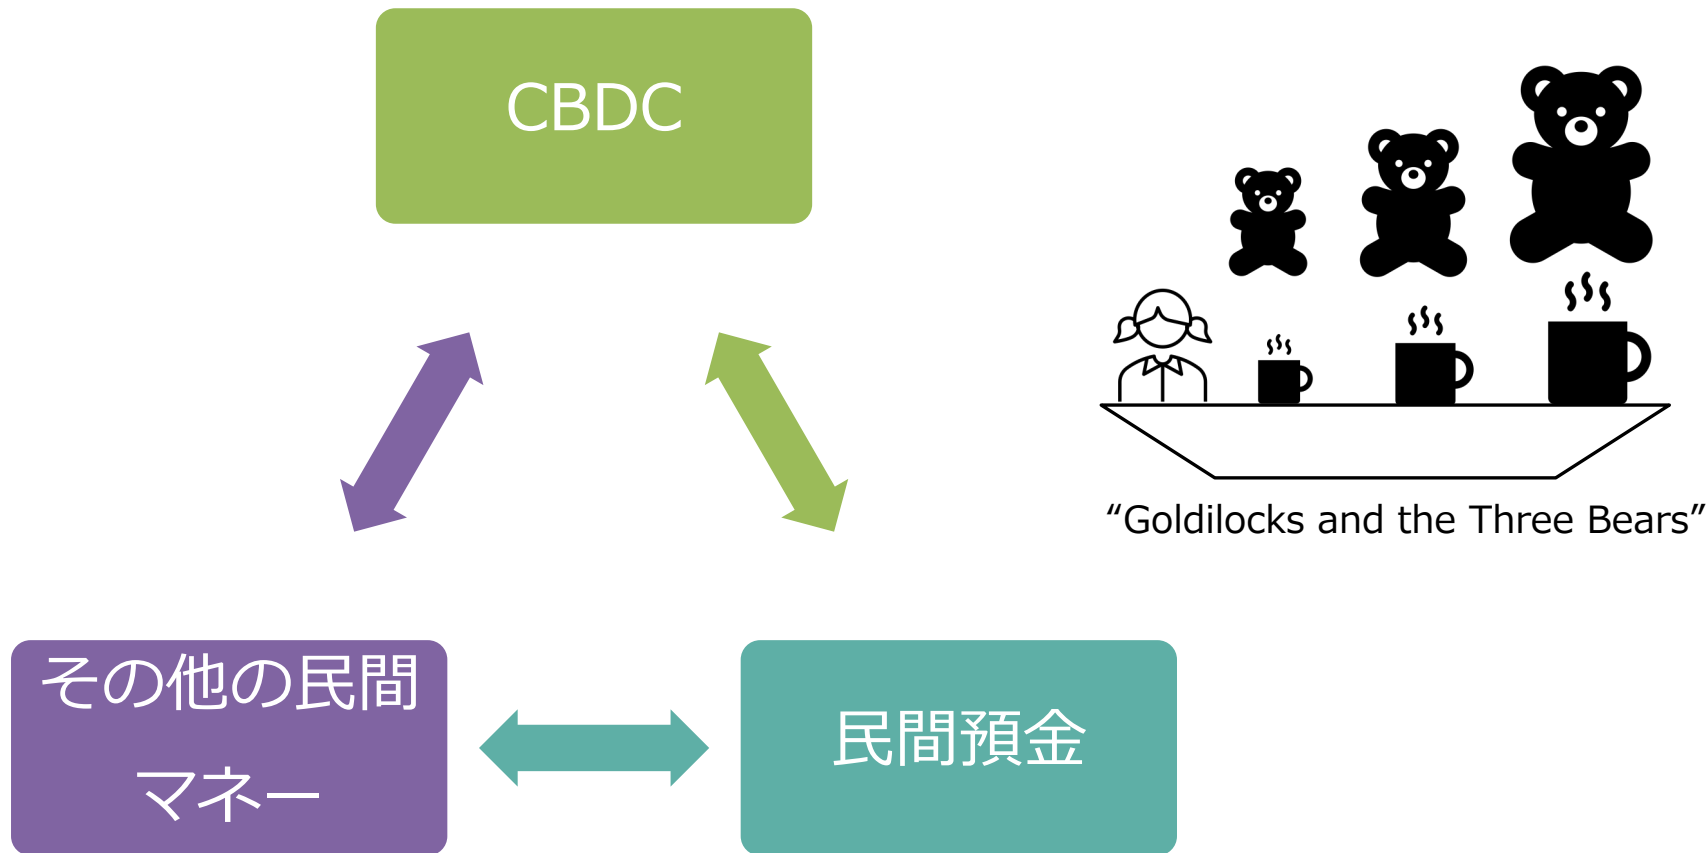 CBDC
“Goldilocks and the Three Bears”
その他の民間
マネー
民間預金